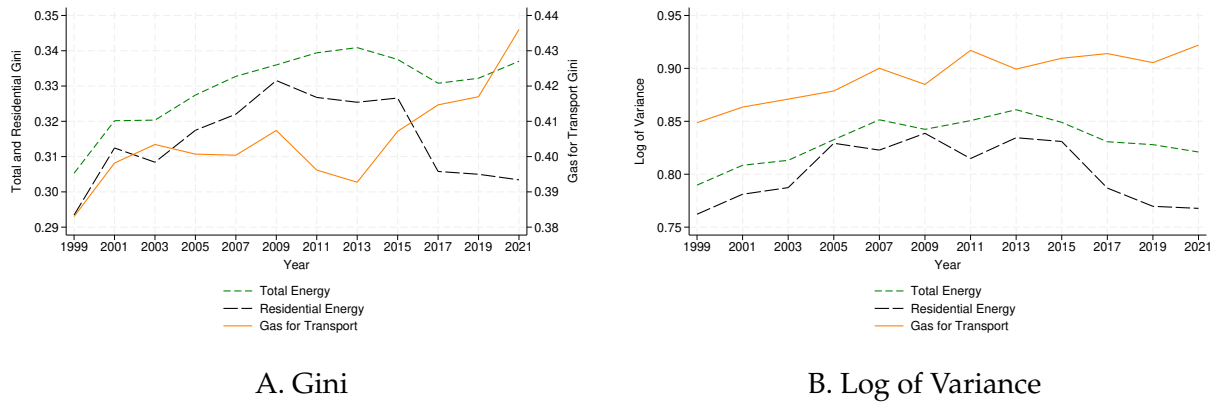 0.35
0.34
0.33
0.32
0.31
0.30
0.29
Total and Residential Gini
0.44
0.43
0.42
0.41
0.40
0.39
0.38
Gas for Transport Gini
1999 2001 2003 2005 2007 2009 2011 2013 2015 2017 2019 2021
Year
Total Energy
Residential Energy
Gas for Transport
A. Gini
0.95
0.90
0.85
0.80
0.75
Log of Variance
1999 2001 2003 2005 2007 2009 2011 2013 2015 2017 2019 2021
Year
Total Energy
Residential Energy
Gas for Transport
B. Log of Variance